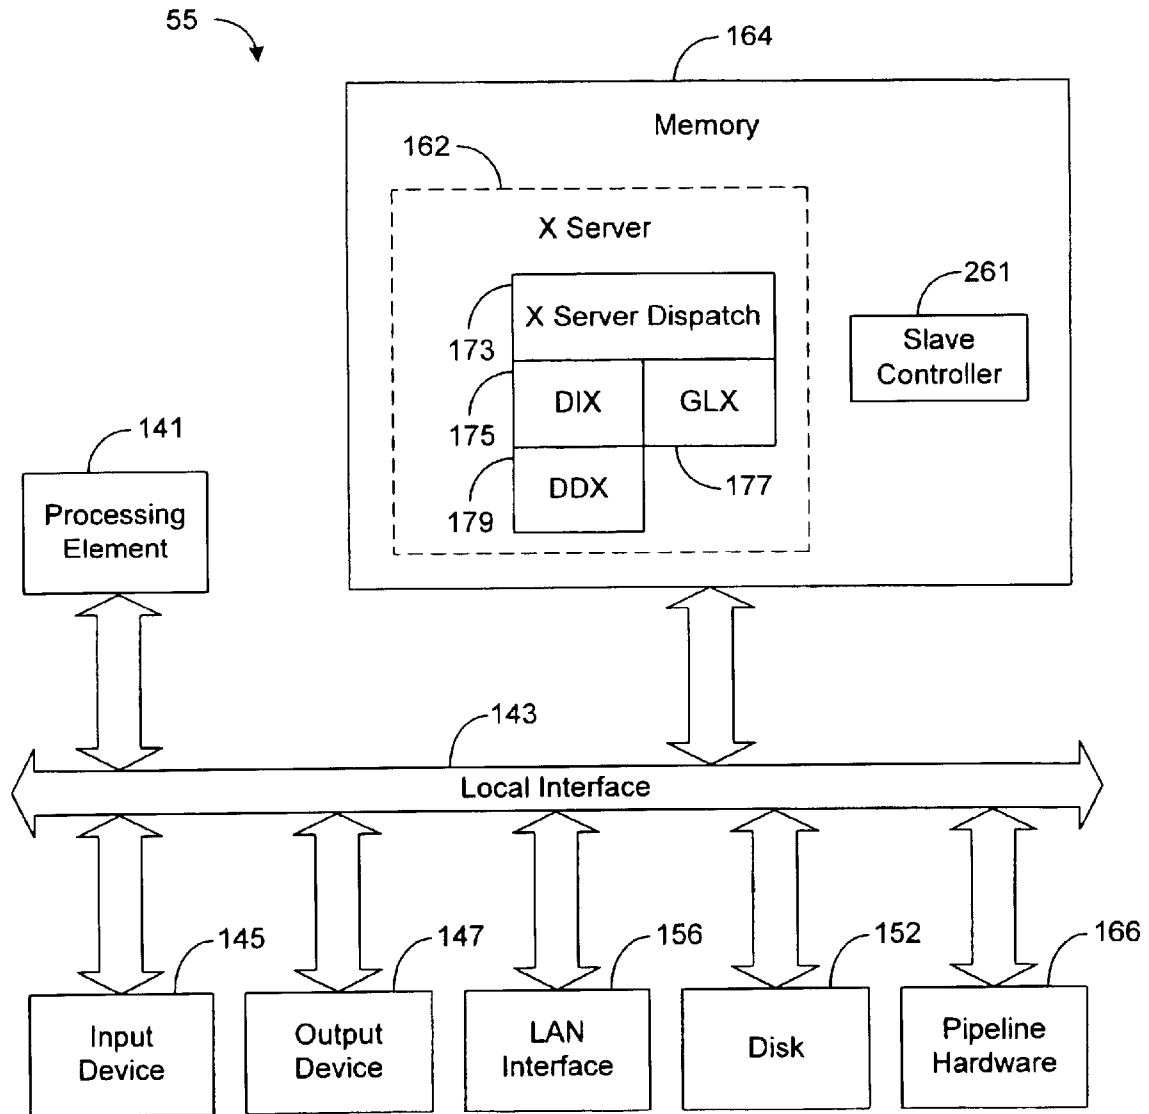 55
164
Memory
162
X Server
261
X Server Dispatch
173
Slave
Controller
DIX
GLX
175
141
177
DDX
179
Processing
Element
143
Local Interface
145
147
156
152
166
Input
Device
Output
Device
LAN
Interface
Disk
Pipeline
Hardware